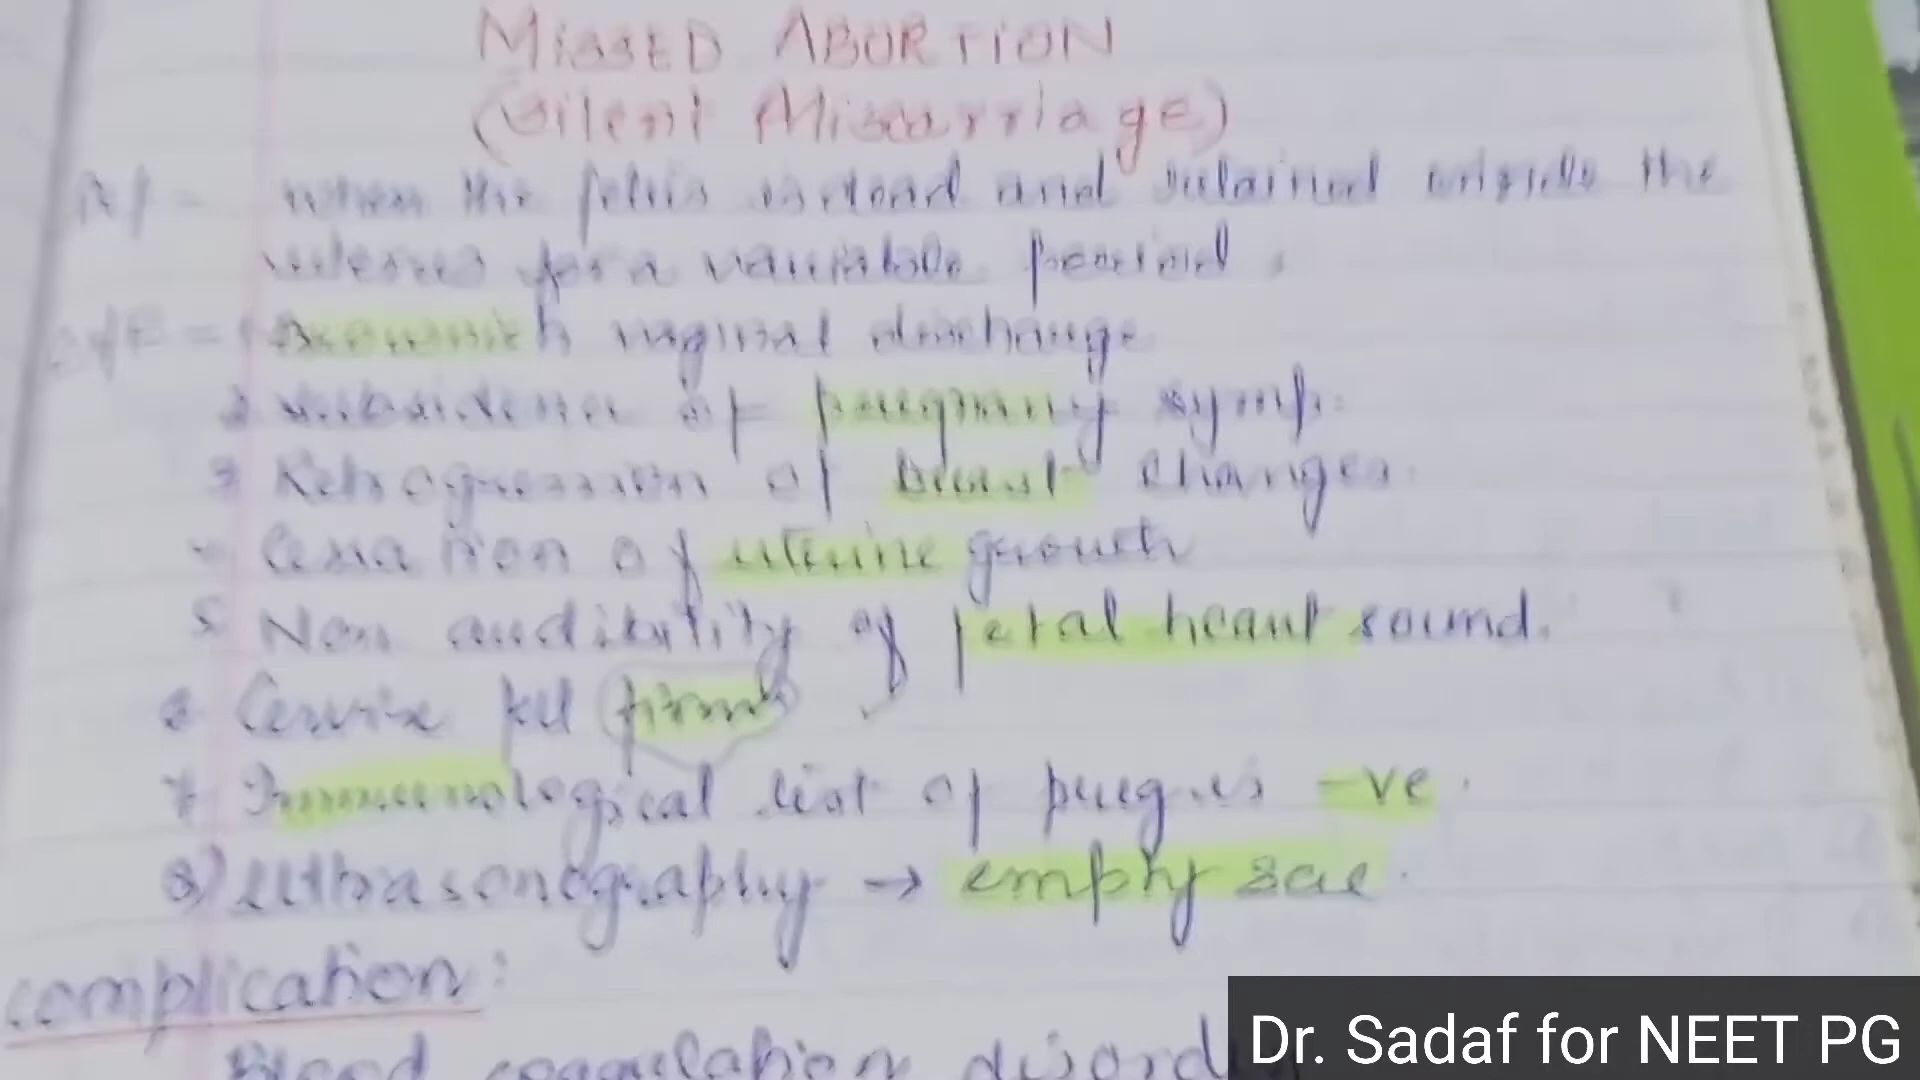 MISSED ABORTION
(Silent Miscarriage)
when the fetus is dead and retained inside the
uterus for a variable period.
Brownish vaginal discharge
2 subsidence of pregnancy symp.
3 Retrogression of breast changes.
Cessation of uterine growth
5 Non audibility of fetal heart sound.
6 Cervix fell firm
7 Immunological test of preg. is -ve.
8) Ultrasonography → empty sac.
complication:
Blood coagulation disord
Dr. Sadaf for NEET PG